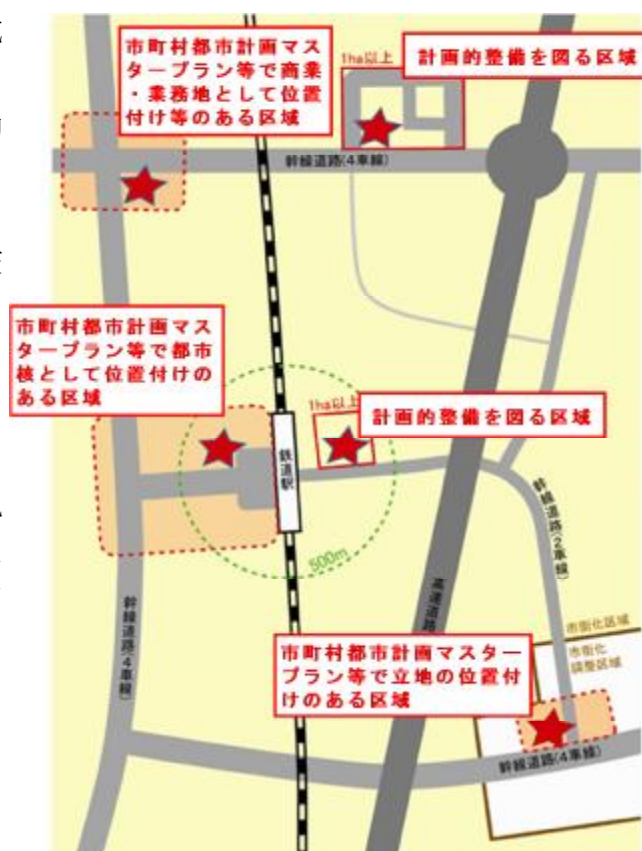 市町村都市計画マス
タープラン等で商業
・業務地として位置
付け等のある区域
1ha以上
計画的整備を図る区域
幹線道路(4車線)
市町村都市計画マス
タープラン等で都市
核として位置付けの
ある区域
1ha以上
計画的整備を図る区域
鉄道駅
500m
幹線道路(2車線)
高速道路
幹線道路(4車線)
市街化区域
市街化
調整区域
市町村都市計画マスター
プラン等で立地の位置付
けのある区域
幹線道路(4車線)